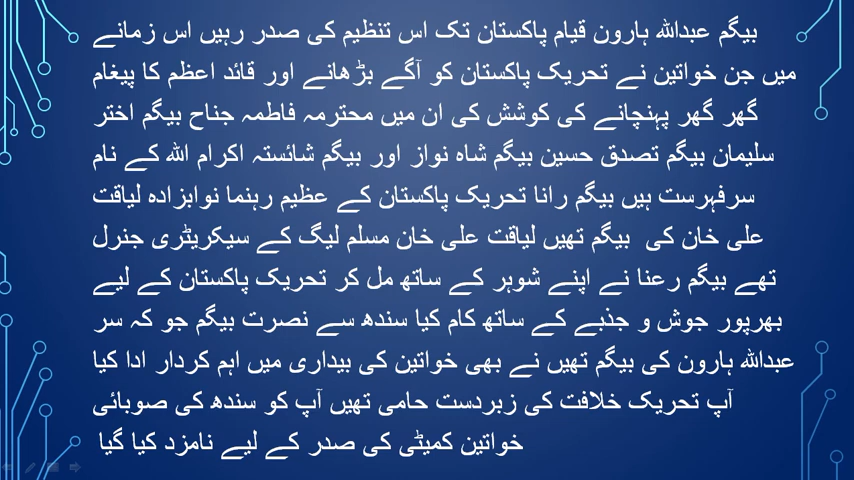 بیگم عبداللہ ہارون قیام پاکستان تک اس تنظیم کی صدر رہیں اس زمانے
میں جن خواتین نے تحریک پاکستان کو آگے بڑھانے اور قائد اعظم کا پیغام
گھر گھر پہنچانے کی کوشش کی ان میں محترمہ فاطمہ جناح بیگم اختر
سلیمان بیگم تصدق حسین بیگم شاہ نواز اور بیگم شائستہ اکرام اللہ کے نام
سرفہرست ہیں بیگم رانا تحریک پاکستان کے عظیم رہنما نوابزادہ لیاقت
علی خان کی بیگم تھیں لیاقت علی خان مسلم لیگ کے سیکریٹری جنرل
تھے بیگم رعنا نے اپنے شوہر کے ساتھ مل کر تحریک پاکستان کے لیے
بھرپور جوش و جذبے کے ساتھ کام کیا سندھ سے نصرت بیگم جو کہ سر
عبداللہ ہارون کی بیگم تھیں نے بھی خواتین کی بیداری میں اہم کردار ادا کیا
آپ تحریک خلافت کی زبردست حامی تھیں آپ کو سندھ کی صوبائی
خواتین کمیٹی کی صدر کے لیے نامزد کیا گیا